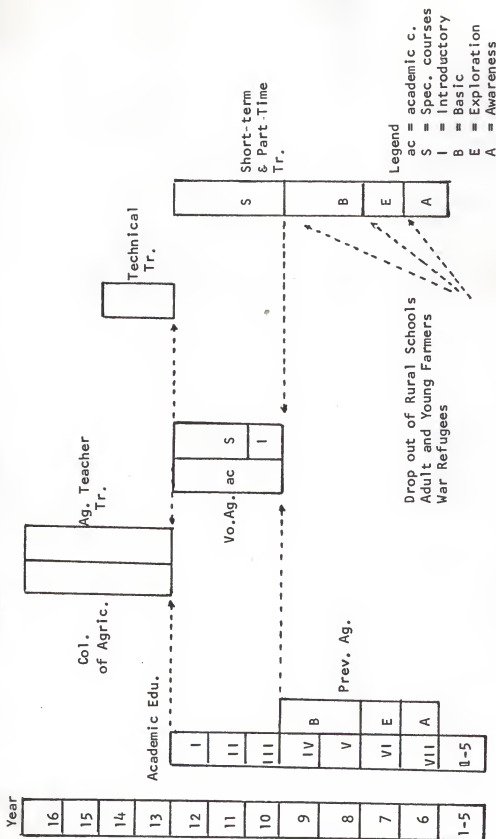 Year
16
15
14
13
12
11
10
9
8
7
6
1-5
Academic Edu.
I
II
III
IV
V
VI
VII
1-5
B
E
A
Prev. Ag.
Col.
of Agric.
Ag. Teacher
Tr.
Vo.Ag.
ac
S
I
Technical
Tr.
S
B
E
A
Short-term
& Part-Time
Tr.
Drop out of Rural Schools
Adult and Young Farmers
War Refugees
Legend
ac = academic c.
S = Spec. courses
I = Introductory
B = Basic
E = Exploration
A = Awareness